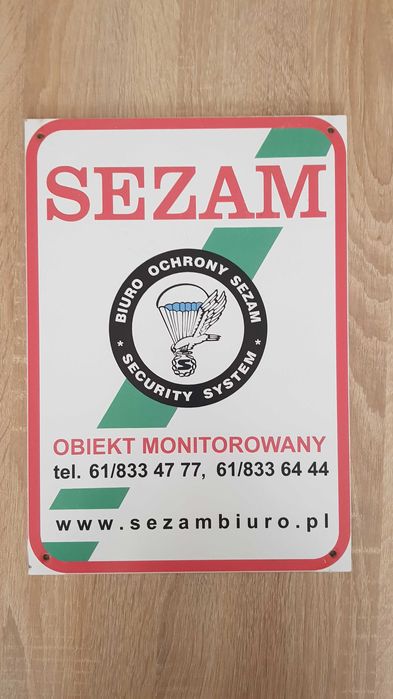 SEZAM
BIURO OCHRONY SEZAM
* SECURITY SYSTEM *
S
OBIEKT MONITOROWANY
tel. 61/833 47 77, 61/833 64 44
www.sezambiuro.pl